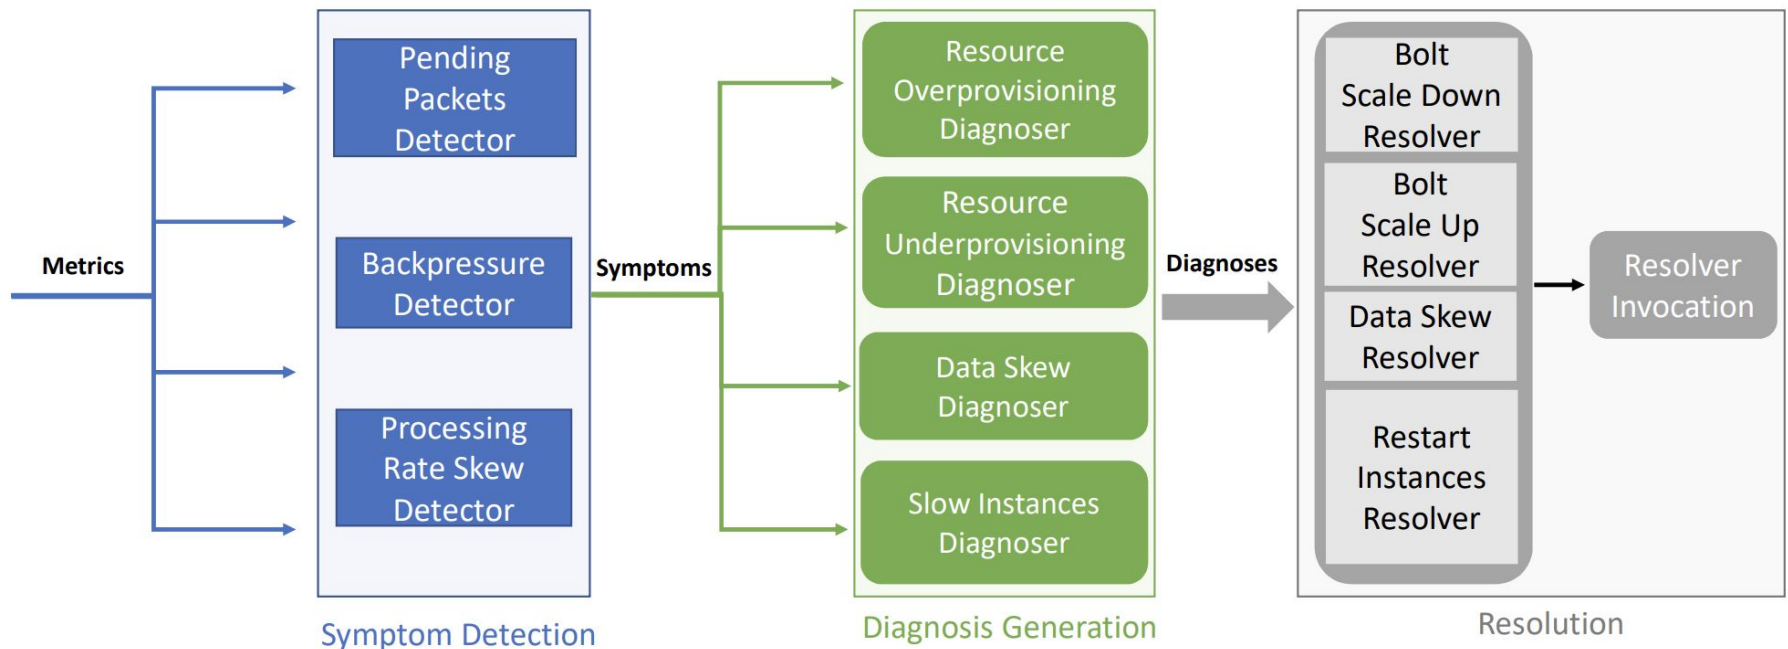 Metrics
Pending
Packets
Detector
Backpressure
Detector
Processing
Rate Skew
Detector
Symptom Detection
Symptoms
Resource
Overprovisioning
Diagnoser
Resource
Underprovisioning
Diagnoser
Data Skew
Diagnoser
Slow Instances
Diagnoser
Diagnosis Generation
Diagnoses
Bolt
Scale Down
Resolver
Bolt
Scale Up
Resolver
Data Skew
Resolver
Restart
Instances
Resolver
Resolver
Invocation
Resolution